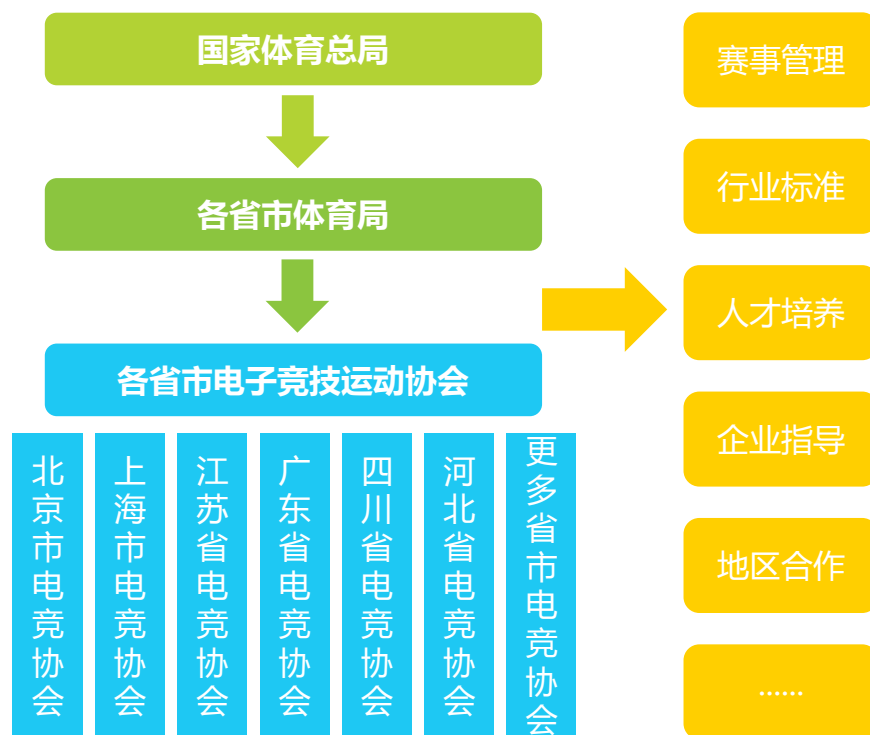 国家体育总局
各省市体育局
各省市电子竞技运动协会
北京市电竞协会
上海市电竞协会
江苏省电竞协会
广东省电竞协会
四川省电竞协会
河北省电竞协会
更多省市电竞协会
赛事管理
行业标准
人才培养
企业指导
地区合作
……